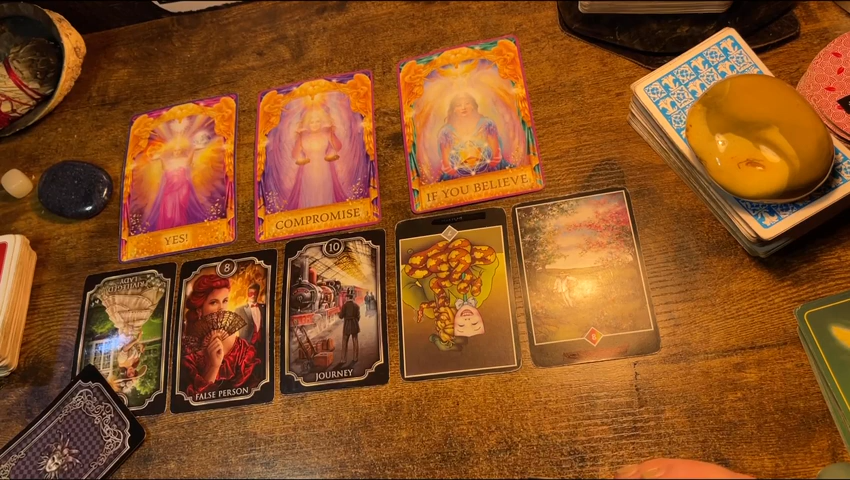 YES!
COMPROMISE
IF YOU BELIEVE
8
FALSE PERSON
10
JOURNEY